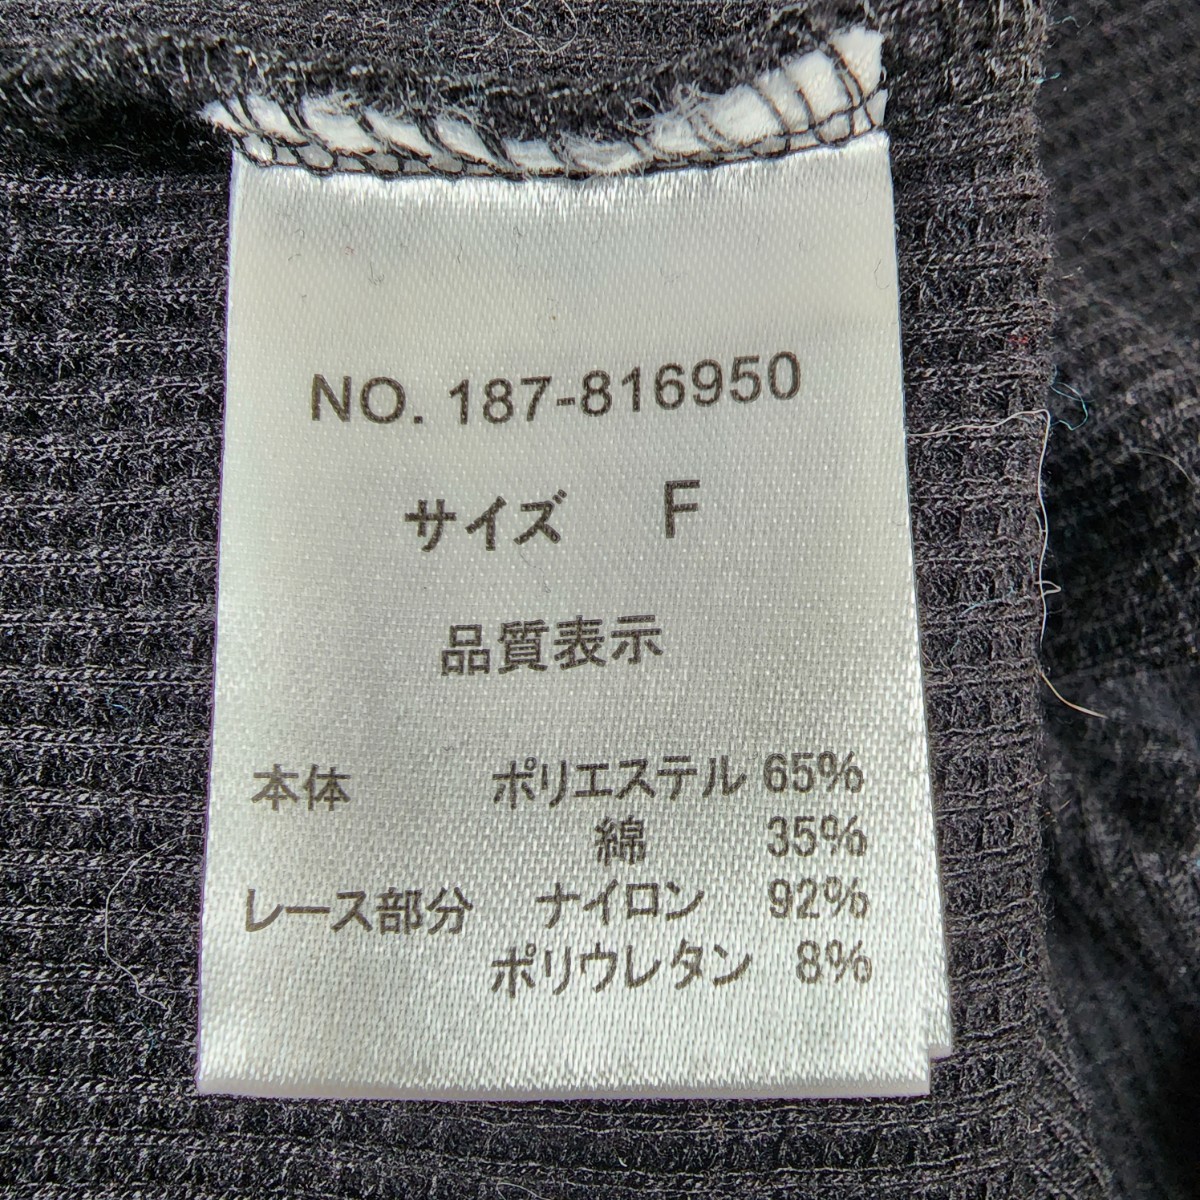 NO. 187-816950
サイズ F
品質表示
本体 ポリエステル 65%
綿 35%
レース部分 ナイロン 92%
ポリウレタン 8%